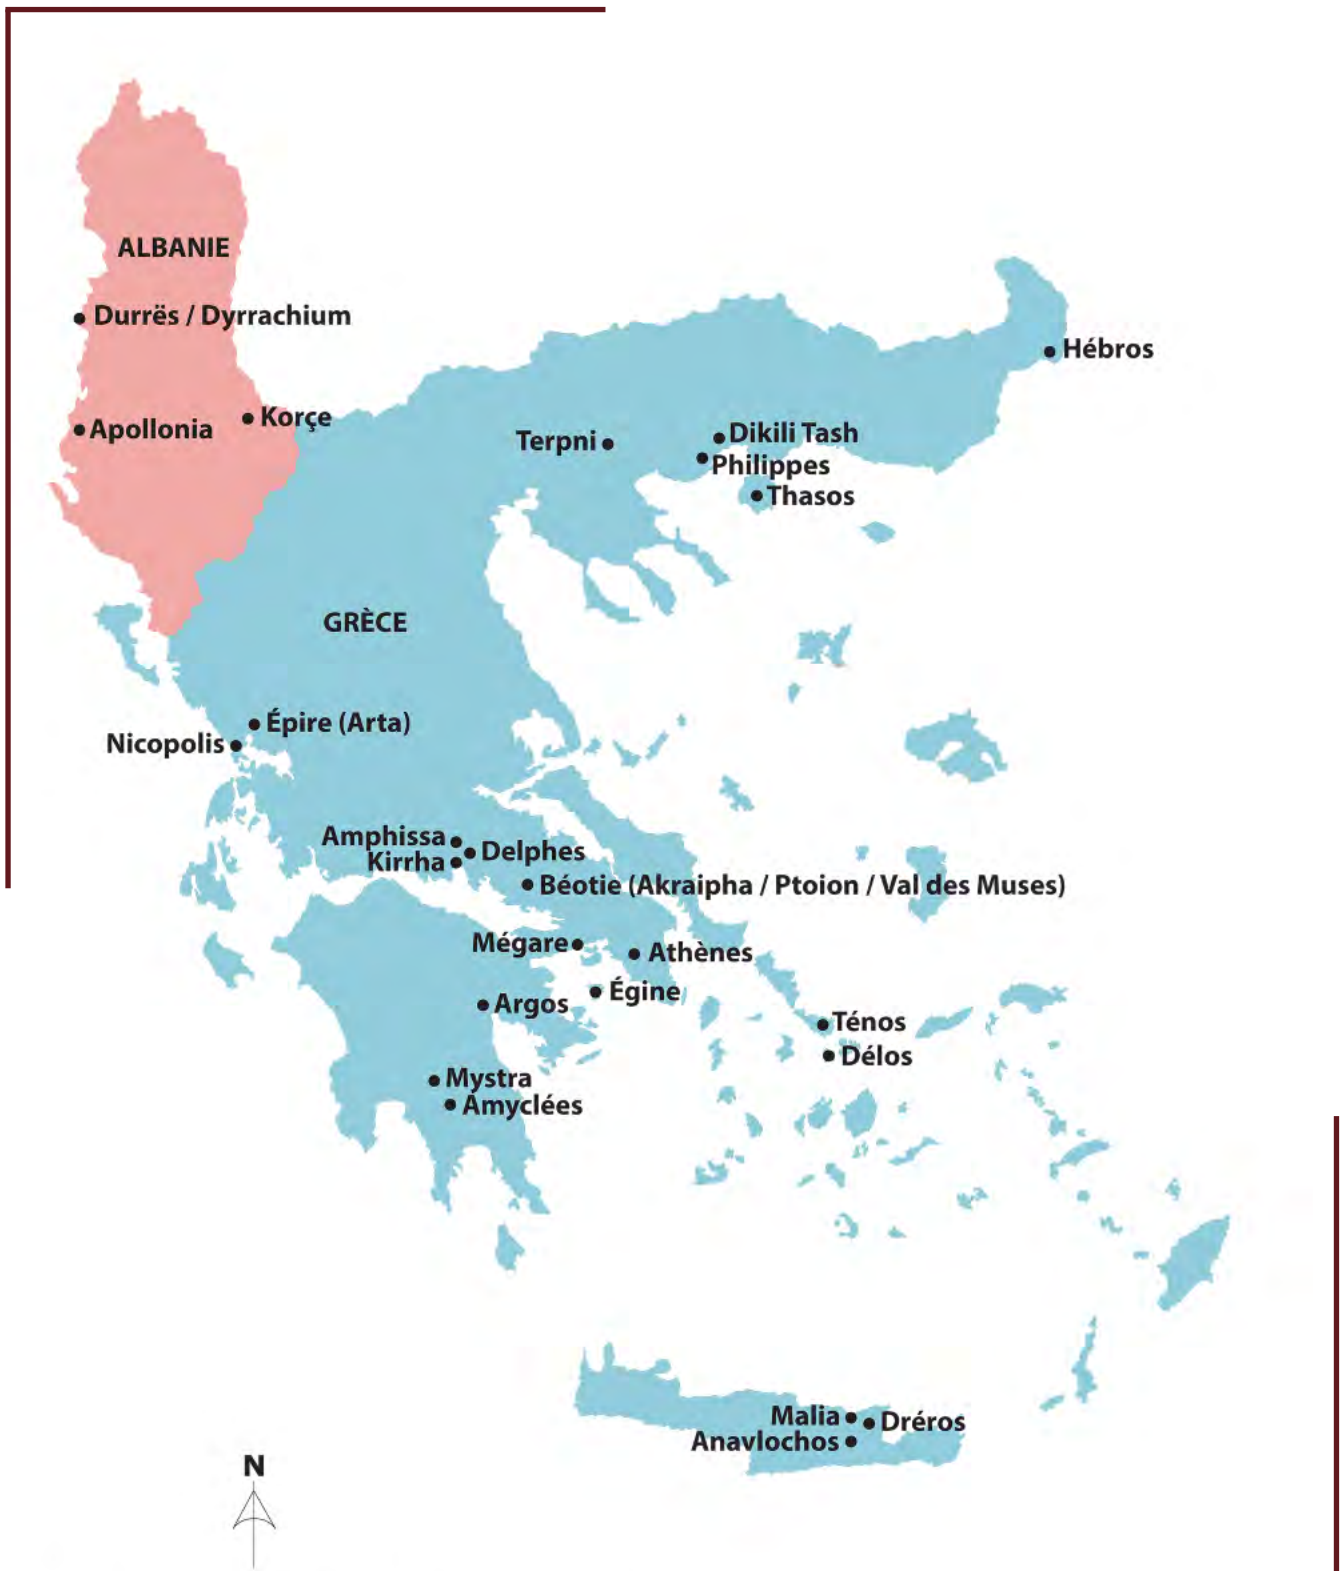 ALBANIE
Durrës / Dyrrachium
Hébros
Korçe
Apollonia
Dikili Tash
Terpni
Philippes
Thasos
GRÈCE
Épire (Arta)
Nicopolis
Amphissa
Delphes
Kirrha
Béotie (Akraipha / Ptoion / Val des Muses)
Mégare
Athènes
Égine
Argos
Ténos
Délos
Mystra
Amyclées
Malia
Dréros
Anavlochos
N